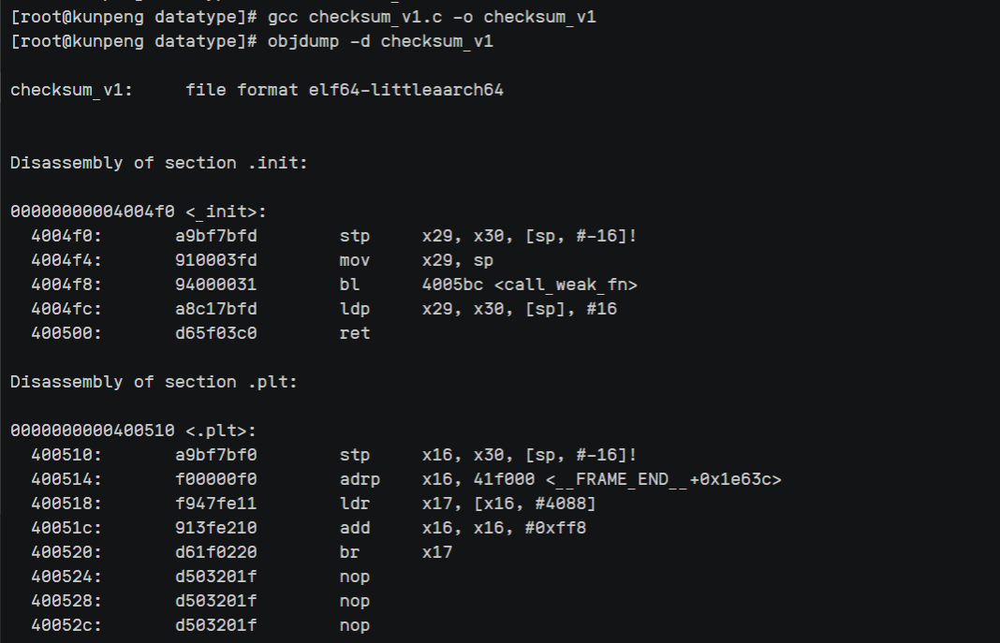 [root@kunpeng datatype]# gcc checksum_v1.c -o checksum_v1
[root@kunpeng datatype]# objdump -d checksum_v1

checksum_v1:     file format elf64-littleaarch64


Disassembly of section .init:

00000000004004f0 <_init>:
  4004f0:       a9bf7bfd        stp     x29, x30, [sp, #-16]!
  4004f4:       910003fd        mov     x29, sp
  4004f8:       94000031        bl      4005bc <call_weak_fn>
  4004fc:       a8c17bfd        ldp     x29, x30, [sp], #16
  400500:       d65f03c0        ret

Disassembly of section .plt:

0000000000400510 <.plt>:
  400510:       a9bf7bf0        stp     x16, x30, [sp, #-16]!
  400514:       f00000f0        adrp    x16, 41f000 <__FRAME_END__+0x1e63c>
  400518:       f947fe11        ldr     x17, [x16, #4088]
  40051c:       913fe210        add     x16, x16, #0xff8
  400520:       d61f0220        br      x17
  400524:       d503201f        nop
  400528:       d503201f        nop
  40052c:       d503201f        nop